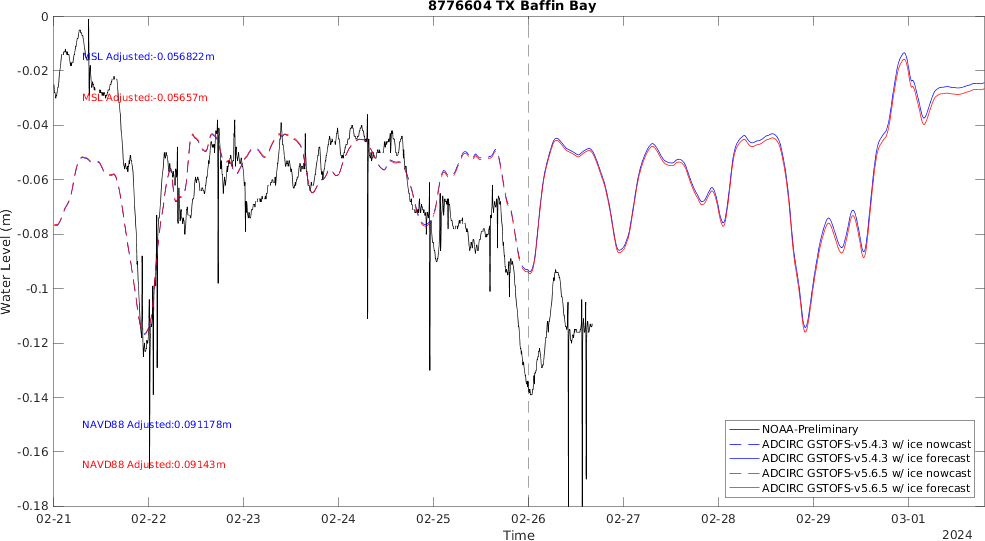 8776604 TX Baffin Bay
0
-0.02
-0.04
-0.06
-0.08
-0.1
-0.12
-0.14
-0.16
-0.18
Water Level (m)
MSL Adjusted:-0.056822m
MSL Adjusted:-0.05657m
NAVD88 Adjusted:0.091178m
NAVD88 Adjusted:0.09143m
NOAA-Preliminary
ADCIRC GSTOFS-v5.4.3 w/ ice nowcast
ADCIRC GSTOFS-v5.4.3 w/ ice forecast
ADCIRC GSTOFS-v5.6.5 w/ ice nowcast
ADCIRC GSTOFS-v5.6.5 w/ ice forecast
02-21 02-22 02-23 02-24 02-25 02-26 02-27 02-28 02-29 03-01
Time
2024